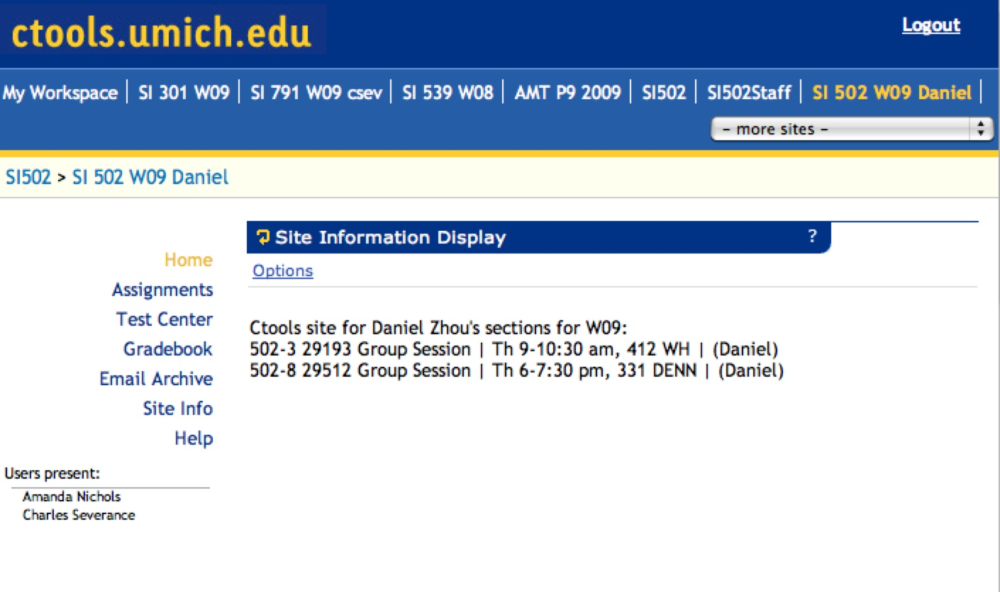 ctools.umich.edu
Logout
My Workspace | SI 301 W09 | SI 791 W09 csev | SI 539 W08 | AMT P9 2009 | SI502 | SI502Staff | SI 502 W09 Daniel |
– more sites –
SI502 > SI 502 W09 Daniel
Site Information Display ?
Options
Home
Assignments
Test Center
Gradebook
Email Archive
Site Info
Help
Users present:
Amanda Nichols
Charles Severance
Ctools site for Daniel Zhou's sections for W09:
502-3 29193 Group Session | Th 9-10:30 am, 412 WH | (Daniel)
502-8 29512 Group Session | Th 6-7:30 pm, 331 DENN | (Daniel)